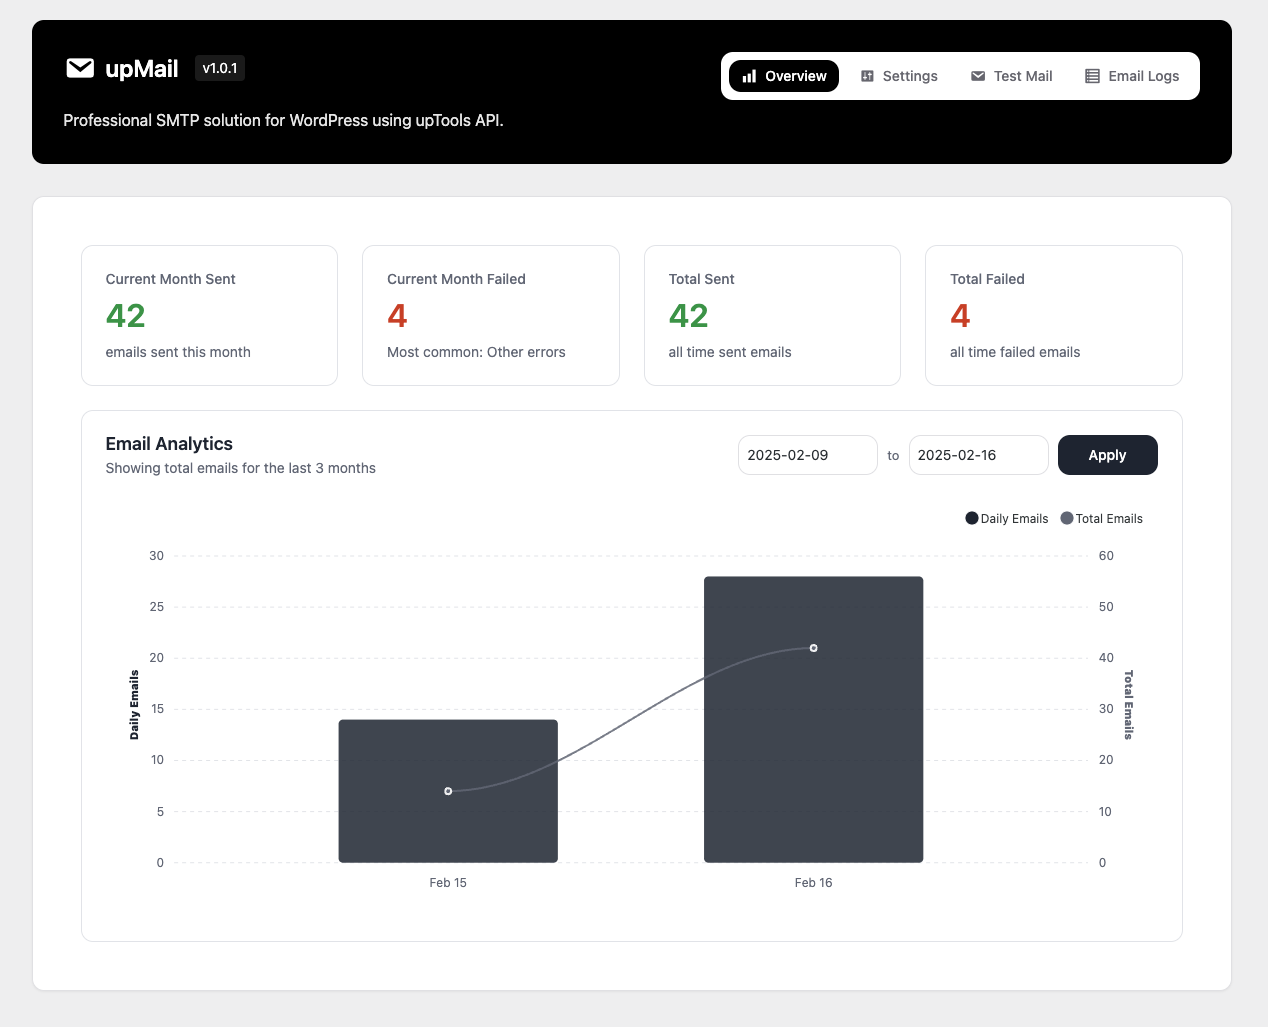 upMail
v1.0.1
Professional SMTP solution for WordPress using upTools API.
Overview
Settings
Test Mail
Email Logs
Current Month Sent
42
emails sent this month
Current Month Failed
4
Most common: Other errors
Total Sent
42
all time sent emails
Total Failed
4
all time failed emails
Email Analytics
Showing total emails for the last 3 months
2025-02-09
to
2025-02-16
Apply
Daily Emails
Total Emails
30
25
20
15
10
5
0
Daily Emails
60
50
40
30
20
10
0
Total Emails
Feb 15
Feb 16